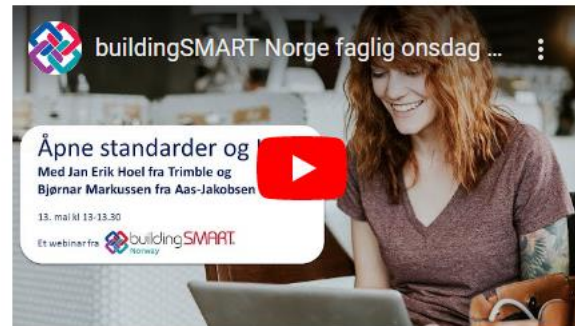 buildingSMART Norge faglig onsdag ...
Åpne standarder og
Med Jan Erik Hoel fra Trimble og
Bjørnar Markussen fra Aas-Jakobsen
13. mai kl 13-13.30
Et webinar fra buildingSMART
Norway